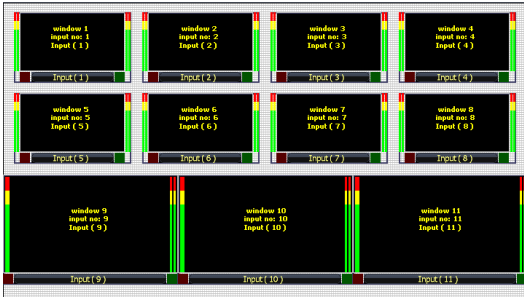 window 1
input no: 1
Input ( 1 )
Input ( 1 )
window 2
input no: 2
Input ( 2 )
Input ( 2 )
window 3
input no: 3
Input ( 3 )
Input ( 3 )
window 4
input no: 4
Input ( 4 )
Input ( 4 )
window 5
input no: 5
Input ( 5 )
Input ( 5 )
window 6
input no: 6
Input ( 6 )
Input ( 6 )
window 7
input no: 7
Input ( 7 )
Input ( 7 )
window 8
input no: 8
Input ( 8 )
Input ( 8 )
window 9
input no: 9
Input ( 9 )
Input ( 9 )
window 10
input no: 10
Input ( 10 )
Input ( 10 )
window 11
input no: 11
Input ( 11 )
Input ( 11 )